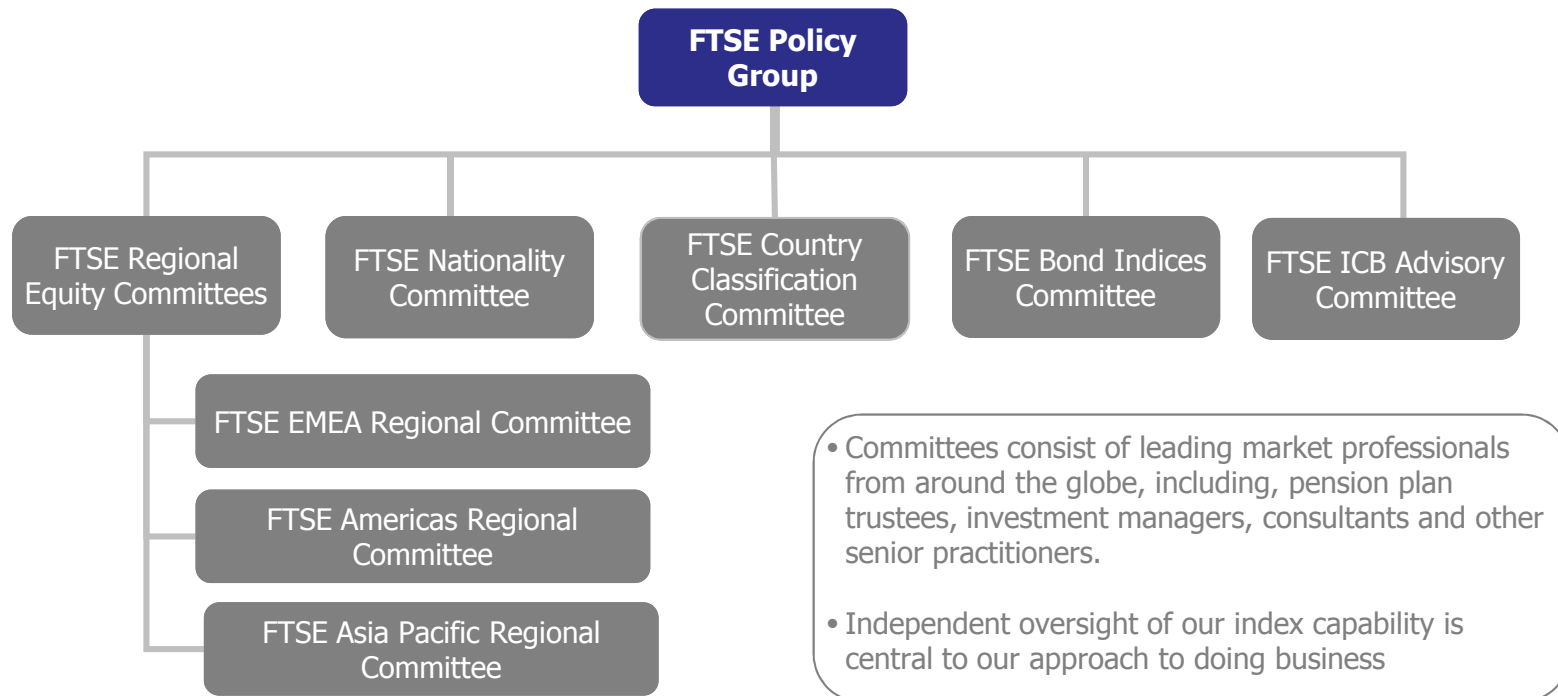 FTSE Policy
Group
FTSE Regional
Equity Committees
FTSE Nationality
Committee
FTSE Country
Classification
Committee
FTSE Bond Indices
Committee
FTSE ICB Advisory
Committee
FTSE EMEA Regional Committee
FTSE Americas Regional
Committee
FTSE Asia Pacific Regional
Committee
• Committees consist of leading market professionals
from around the globe, including, pension plan
trustees, investment managers, consultants and other
senior practitioners.
• Independent oversight of our index capability is
central to our approach to doing business